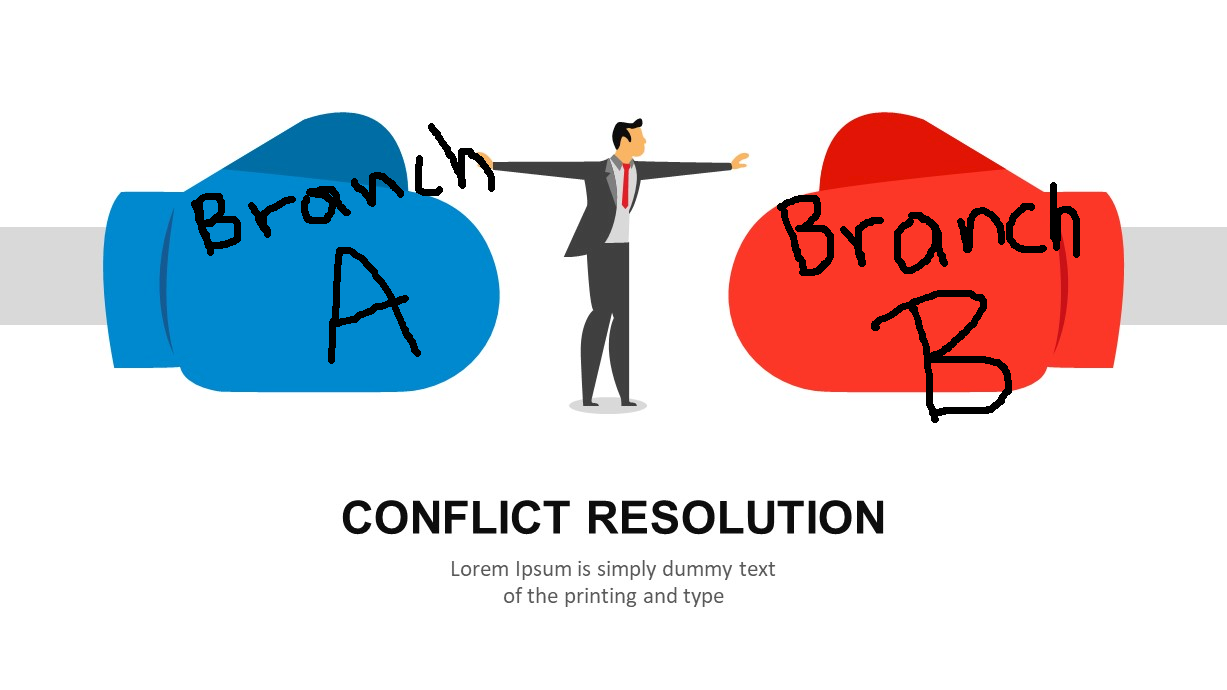 Branch
A
Branch
B
CONFLICT RESOLUTION
Lorem Ipsum is simply dummy text
of the printing and type